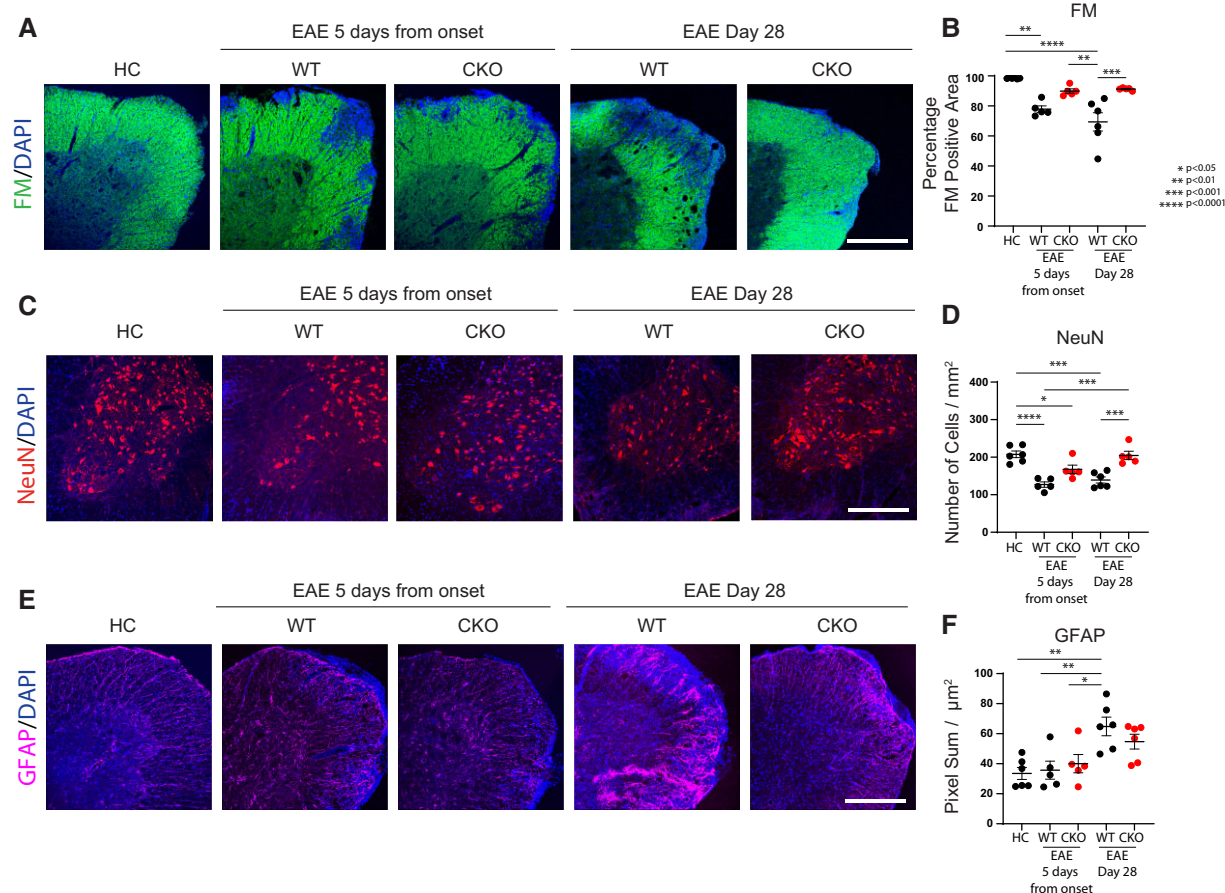 A
EAE 5 days from onset
EAE Day 28
HC
WT
CKO
WT
CKO
FM/DAPI
B
FM
**
****
**
***
Percentage
FM Positive Area
100
80
60
40
20
0
HC
WT
CKO
WT
CKO
EAE
EAE
5 days
from onset
Day 28
* p<0.05
** p<0.01
*** p<0.001
**** p<0.0001
C
EAE 5 days from onset
EAE Day 28
HC
WT
CKO
WT
CKO
NeuN/DAPI
D
NeuN
***
***
*
****
***
Number of Cells / mm²
400
300
200
100
0
HC
WT
CKO
WT
CKO
EAE
EAE
5 days
from onset
Day 28
E
EAE 5 days from onset
EAE Day 28
HC
WT
CKO
WT
CKO
GFAP/DAPI
F
GFAP
**
**
*
Pixel Sum / µm²
100
80
60
40
20
0
HC
WT
CKO
WT
CKO
EAE
EAE
5 days
from onset
Day 28